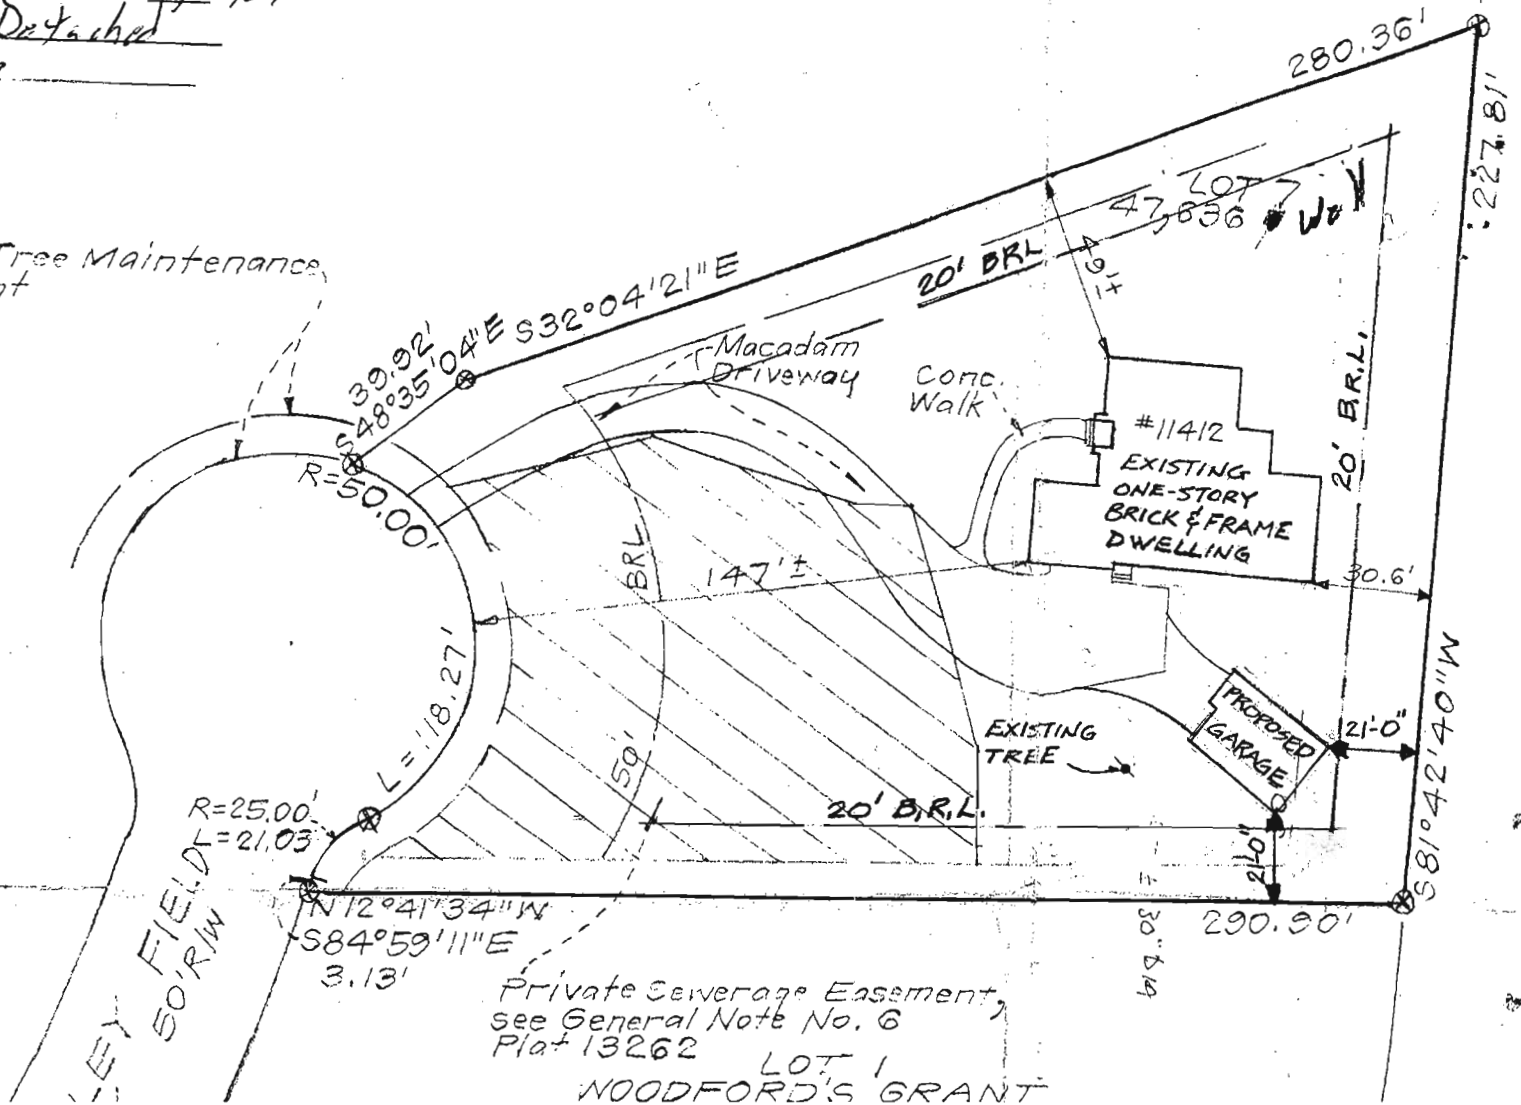 Detached
280.36'
227.81'
LOT 7
47,636
20' BRL
49'±
Tree Maintenance
S32°04'21"E
39.92'
S48°35'04"E
R=50.00'
Macadam
Driveway
Conc.
Walk
#11412
EXISTING
ONE-STORY
BRICK & FRAME
DWELLING
20' B.R.L.
30.6'
BRL
147'±
50'
L=118.27'
R=25.00'
L=21.03'
EXISTING
TREE
PROPOSED
GARAGE
21'-0"
21'-0"
20' B.R.L.
S81°42'40"W
N12°41'34"W
S84°59'11"E
3.13'
290.90'
FIELD
50' R/W
Private Sewerage Easement,
see General Note No. 6
Plat 13262
LOT 1
WOODFORD'S GRANT